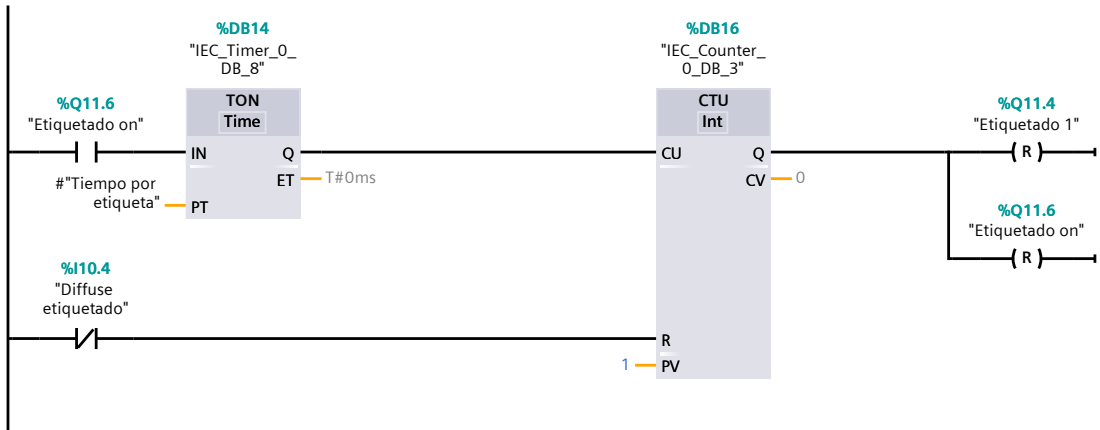 %DB14
"IEC_Timer_0_
DB_8"
%DB16
"IEC_Counter_
0_DB_3"
%Q11.6
"Etiquetado on"
TON
Time
CTU
Int
%Q11.4
"Etiquetado 1"
IN
Q
CU
Q
R
ET
T#0ms
CV
0
#"Tiempo por
etiqueta"
PT
%Q11.6
"Etiquetado on"
R
%I10.4
"Diffuse
etiquetado"
R
1
PV